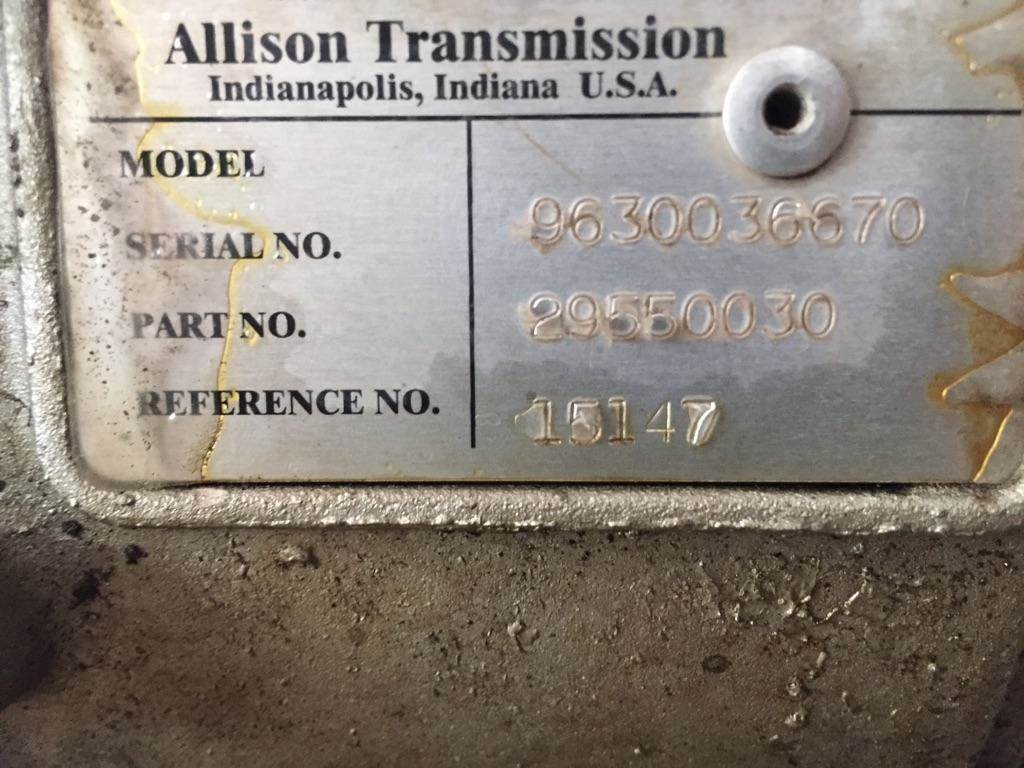 Allison Transmission
Indianapolis, Indiana U.S.A.
MODEL
SERIAL NO. 9630036670
PART NO. 29550030
REFERENCE NO. 15147